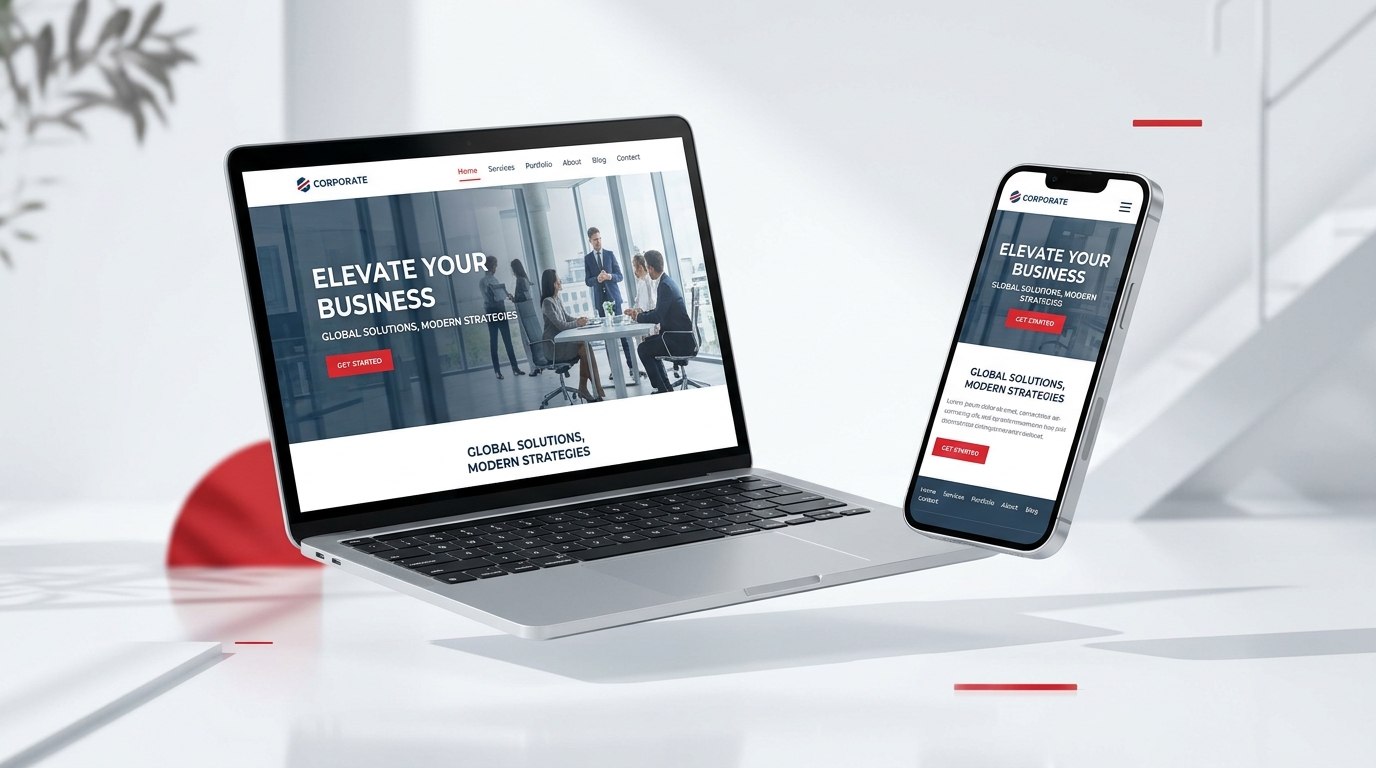 CORPORATE
Home Services Portfolio About Blog Contact
ELEVATE YOUR
BUSINESS
GLOBAL SOLUTIONS, MODERN STRATEGIES
GET STARTED
GLOBAL SOLUTIONS,
MODERN STRATEGIES
CORPORATE
ELEVATE YOUR
BUSINESS
GLOBAL SOLUTIONS, MODERN
GET STARTED
GLOBAL SOLUTIONS,
MODERN STRATEGIES
GET STARTED
Home Services Portfolio About Blog
Contact